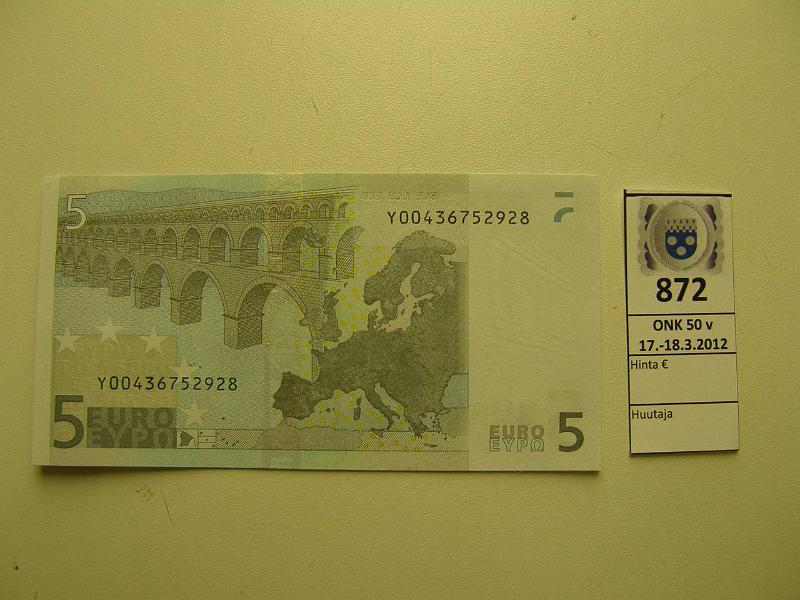 5
Y00436752928
Y00436752928
5 EURO
ΕΥΡΩ
EURO
ΕΥΡΩ 5
872
ONK 50 v
17.-18.3.2012
Hinta €
Huutaja